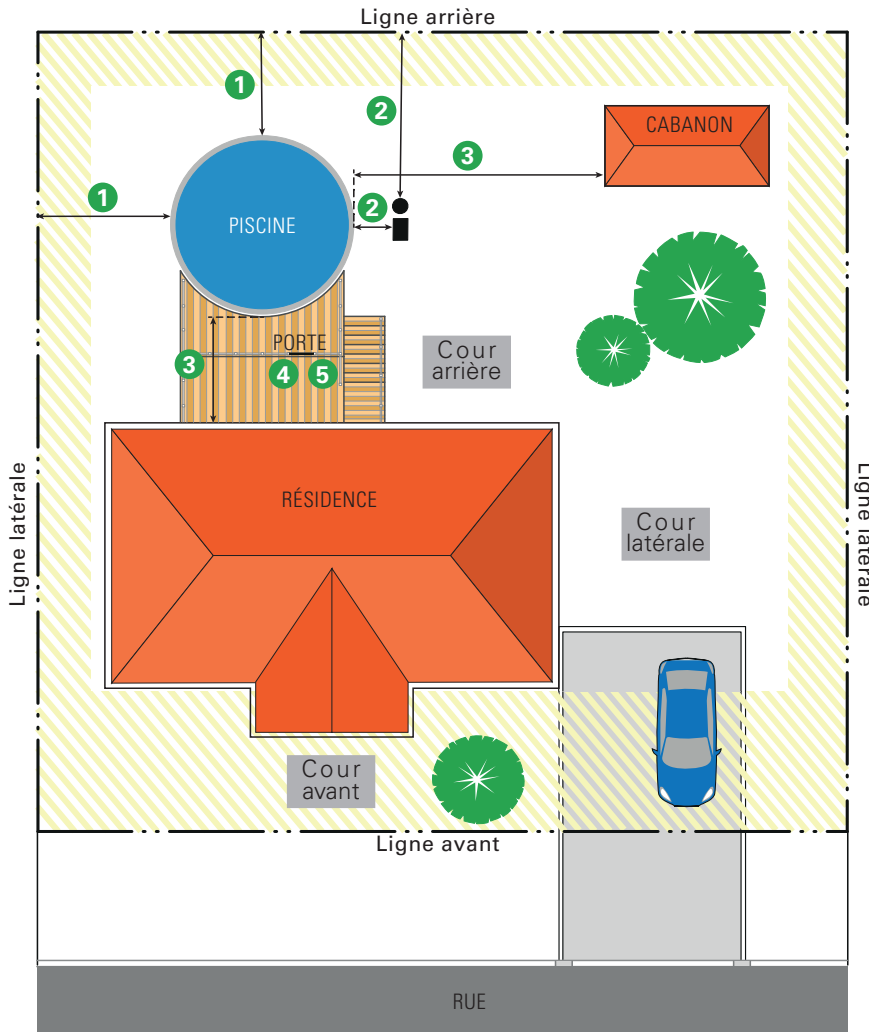 Ligne arrière
1
2
CABANON
3
1
2
PISCINE
PORTE
3
4
5
Cour
arrière
Ligne latérale
RÉSIDENCE
Cour
latérale
Ligne latérale
Cour
avant
Ligne avant
RUE